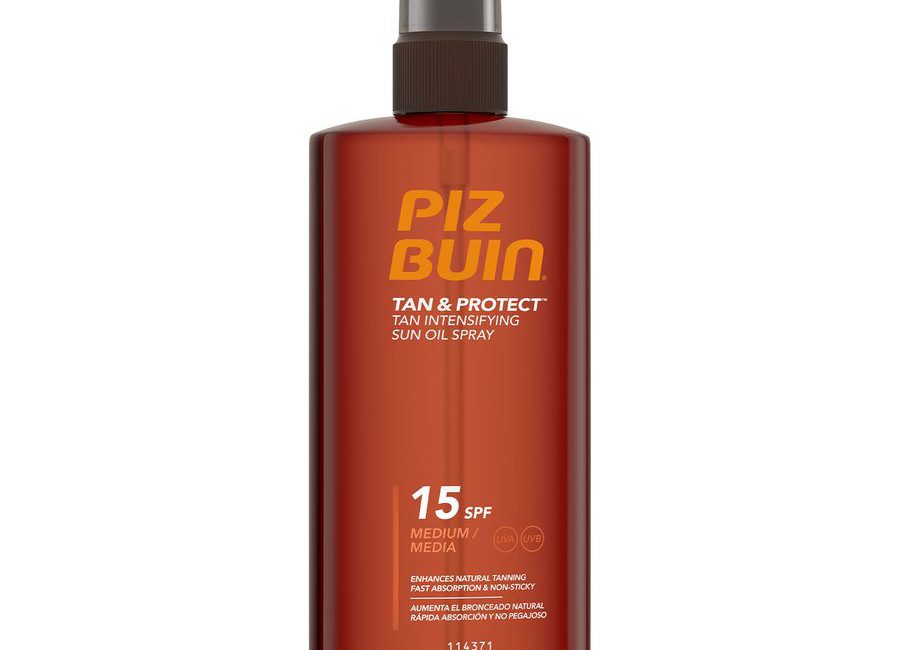 PIZ
BUIN®
TAN & PROTECT™
TAN INTENSIFYING
SUN OIL SPRAY
15 SPF
MEDIUM /
MEDIA
UVA UVB
ENHANCES NATURAL TANNING
FAST ABSORPTION & NON-STICKY
AUMENTA EL BRONCEADO NATURAL
RÁPIDA ABSORCIÓN Y NO PEGAJOSO
114371